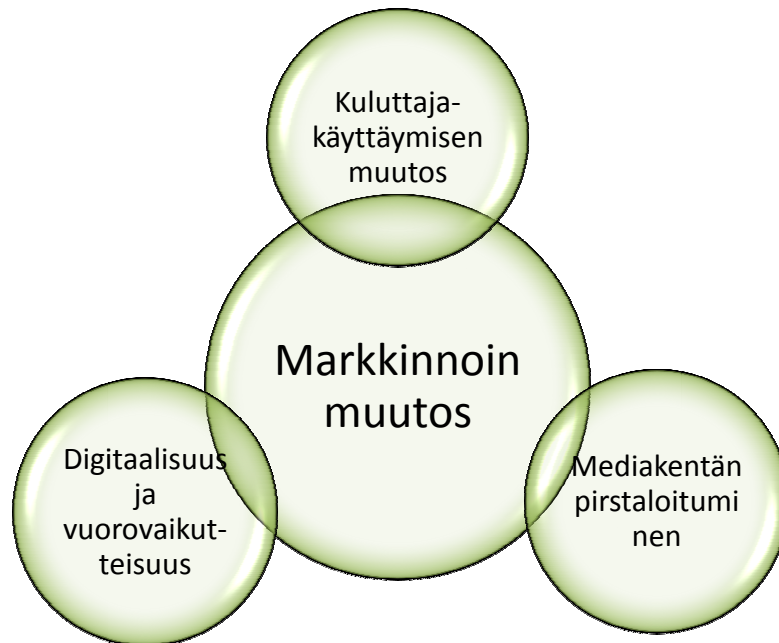 Kuluttaja-
käyttäymisen
muutos
Markkinnoin
muutos
Digitaalisuus
ja
vuorovaikut-
teisuus
Mediakentän
pirstaloitumi
nen